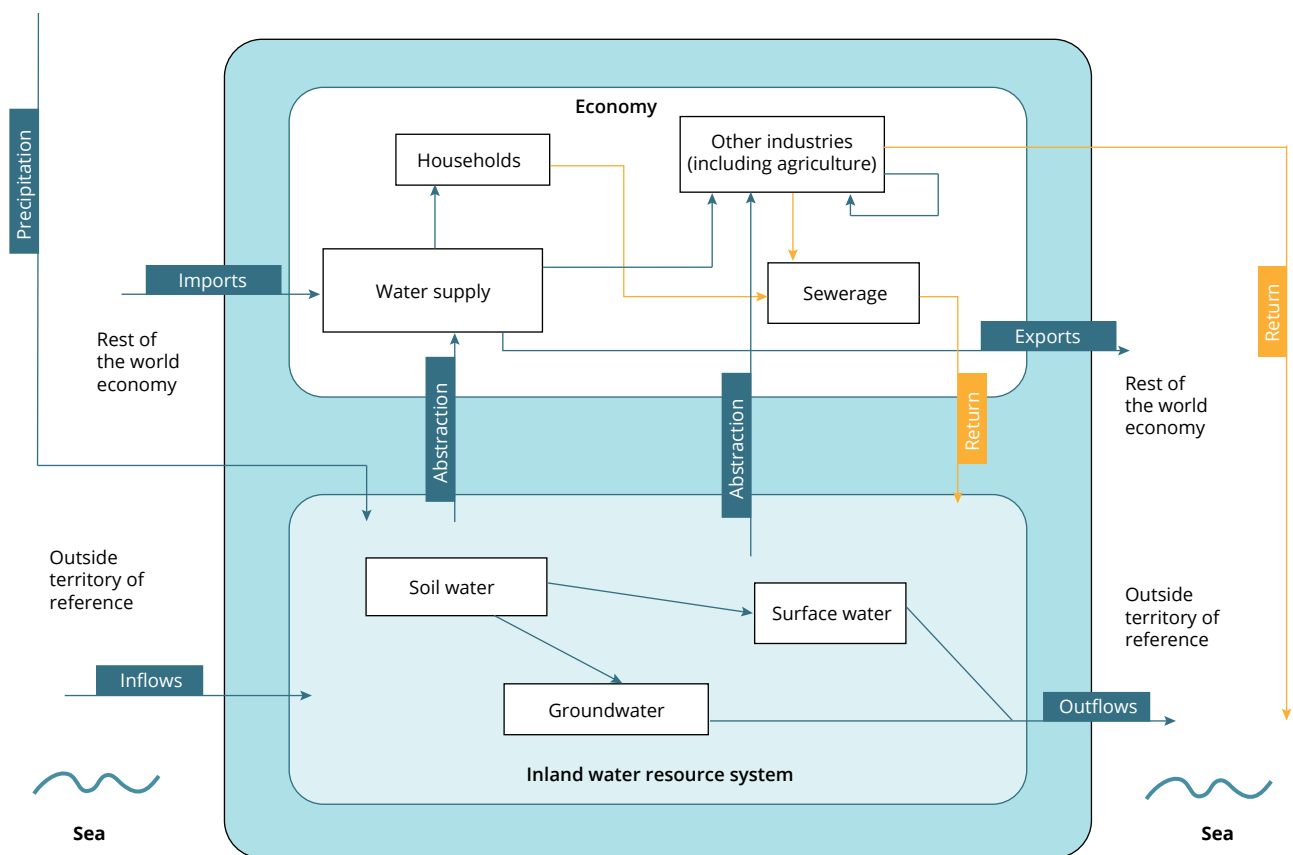 Economy
Precipitation
Households
Other industries
(including agriculture)
Imports
Water supply
Sewerage
Return
Rest of
the world
economy
Exports
Abstraction
Abstraction
Return
Rest of
the world
economy
Outside
territory of
reference
Soil water
Surface water
Outside
territory of
reference
Inflows
Groundwater
Outflows
Inland water resource system
Sea
Sea